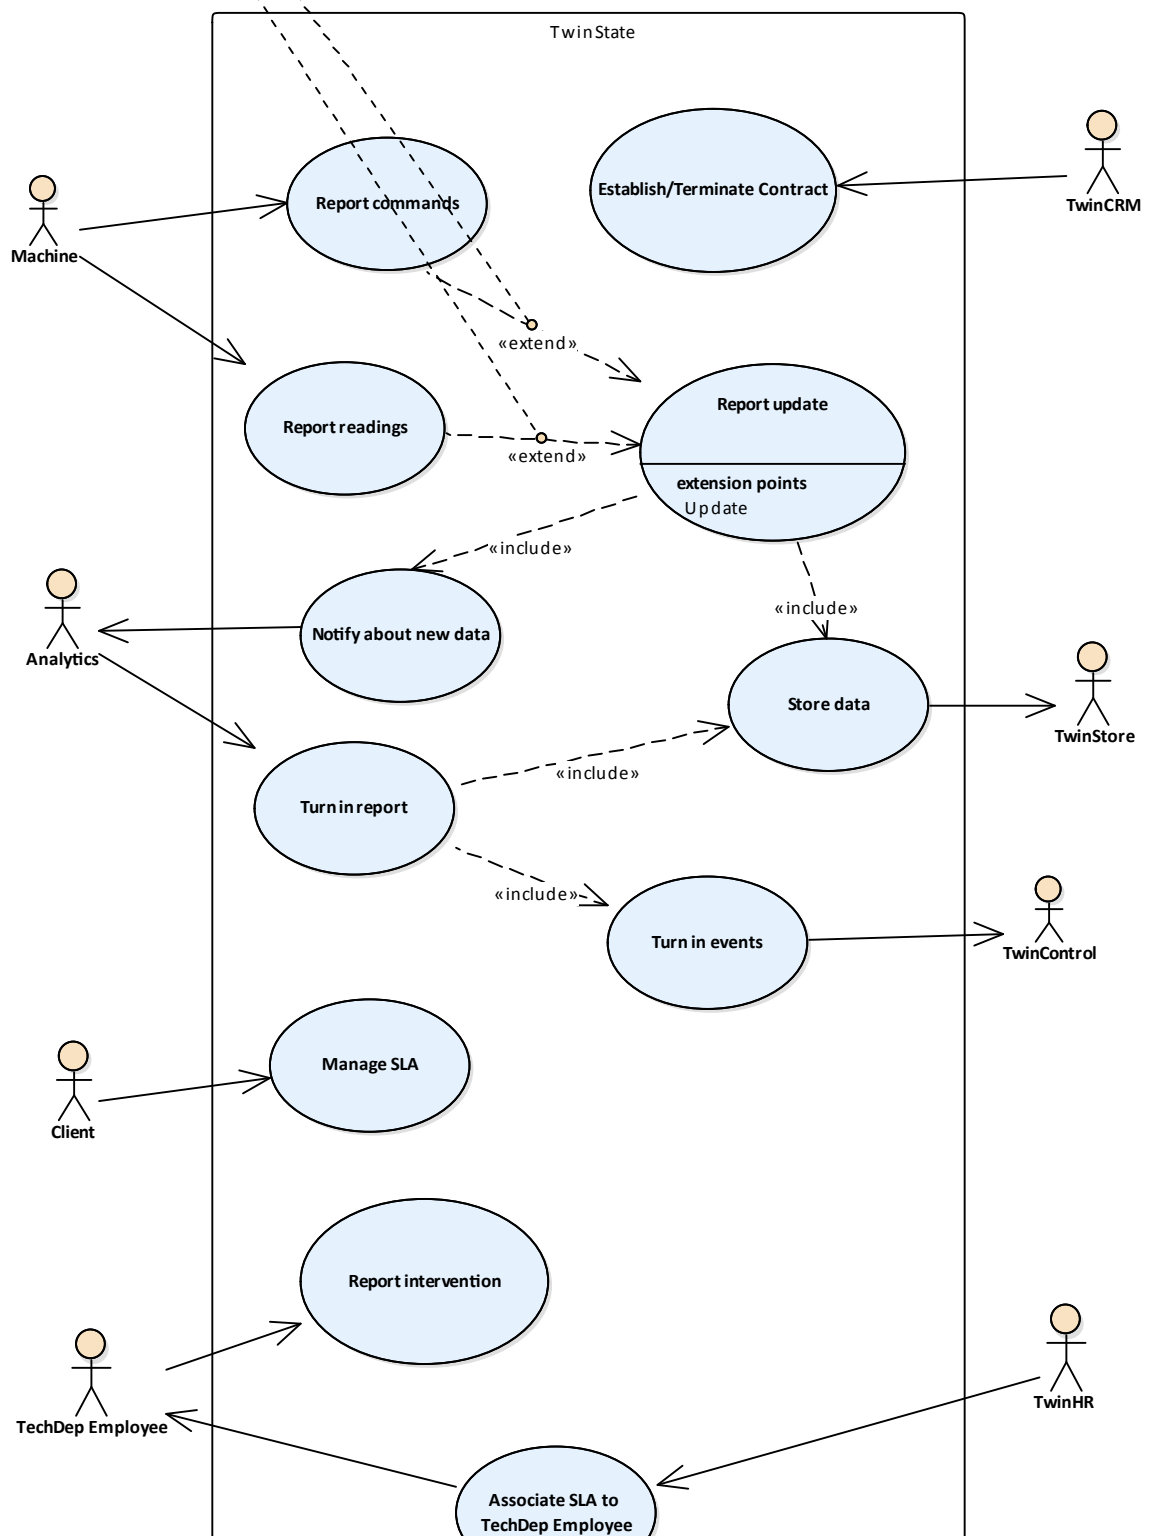 TwinState
Report commands
Establish/Terminate Contract
TwinCRM
Machine
«extend»
Report update
Report readings
«extend»
extension points
Update
«include»
«include»
Notify about new data
Analytics
Store data
TwinStore
«include»
Turn in report
«include»
Turn in events
TwinControl
Manage SLA
Client
Report intervention
TechDep Employee
TwinHR
Associate SLA to
TechDep Employee